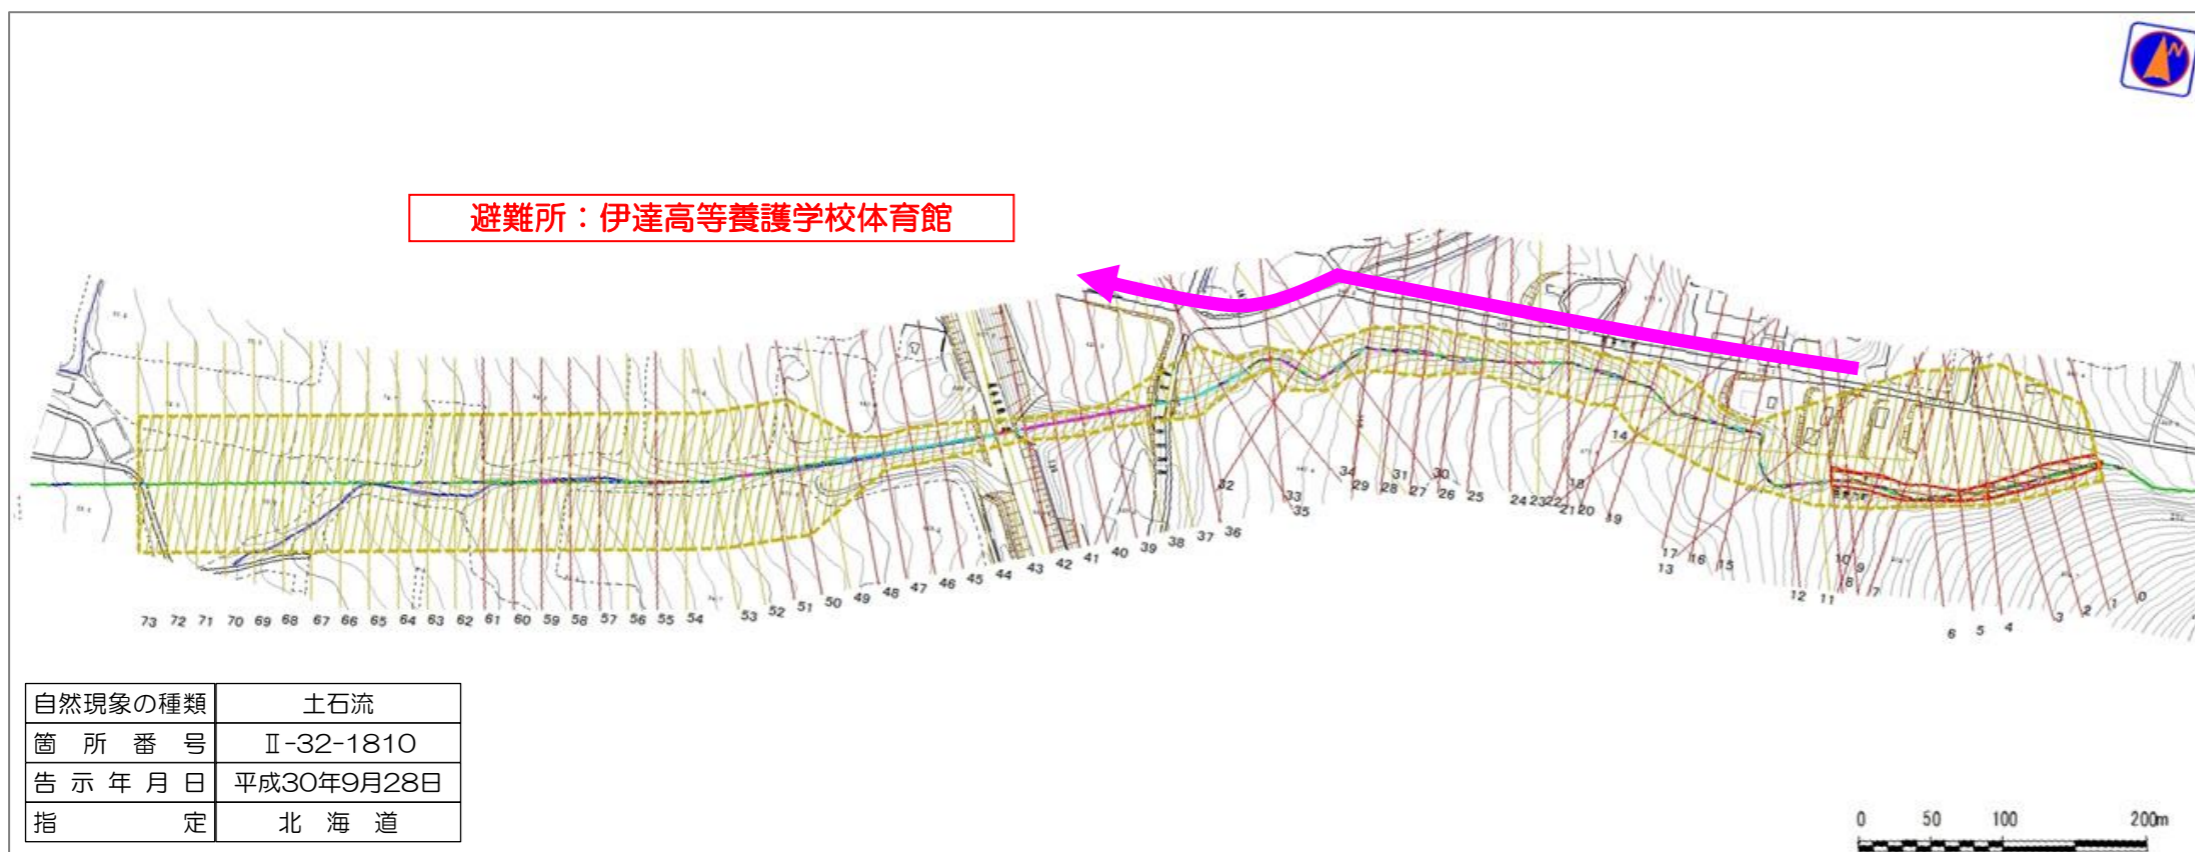 N
避難所：伊達高等養護学校体育館
73 72 71 70 69 68 67 66 65 64 63 62 61 60 59 58 57 56 55 54 53 52 51 50 49 48 47 46 45 44 43 42 41 40 39 38 37 36
32 33 35 34 29 28 31 27 30 26 25 24 23 22 21 18 20 19
14
17 13 16 15 12 11 10 8 9 7 6 5 4 3 2 1 0
自然現象の種類 土石流
箇所番号 Ⅱ-32-1810
告示年月日 平成30年9月28日
指定 北海道
0 50 100 200m